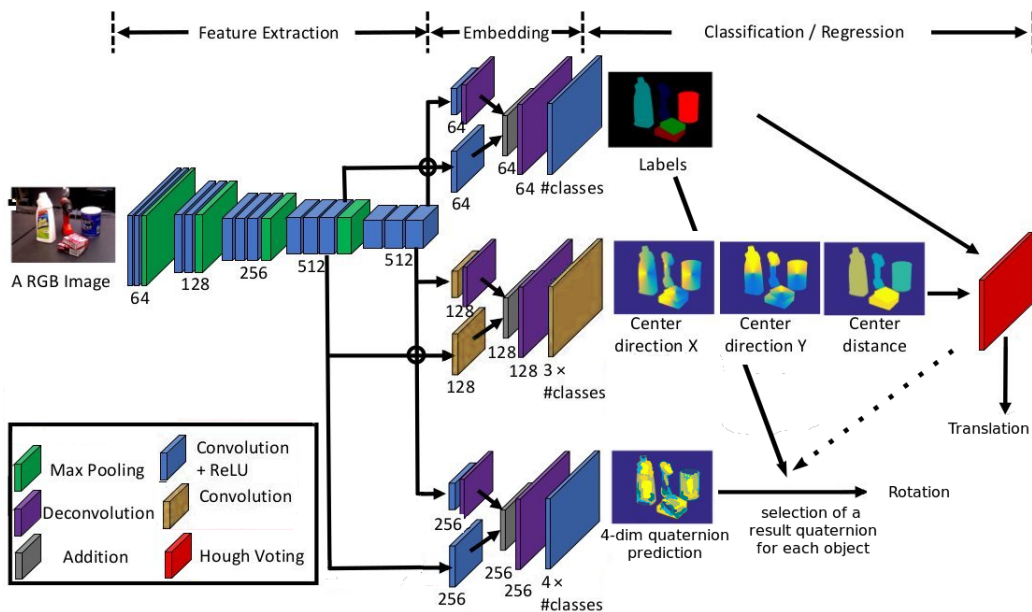 Feature Extraction
Embedding
Classification / Regression
64
64
64
64 #classes
Labels
A RGB Image
64
128
256
512
512
128
128
128
128
3 ×
#classes
Center
direction X
Center
direction Y
Center
distance
Translation
Max Pooling
Convolution
+ ReLU
Deconvolution
Convolution
Addition
Hough Voting
256
256
256
256
4 ×
#classes
4-dim quaternion
prediction
selection of a
result quaternion
for each object
Rotation